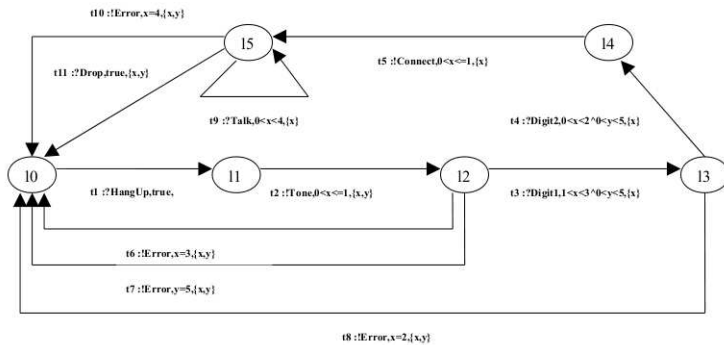 t10 :!Error,x=4,{x,y}
l5
l4
t11 :?Drop,true,{x,y}
t5 :!Connect,0<x<=1,{x}
t9 :?Talk,0<x<4,{x}
t4 :?Digit2,0<x<2^0<y<5,{x}
l0
l1
l2
l3
t1 :?HangUp,true,
t2 :!Tone,0<x<=1,{x,y}
t3 :?Digit1,1<x<3^0<y<5,{x}
t6 :!Error,x=3,{x,y}
t7 :!Error,y=5,{x,y}
t8 :!Error,x=2,{x,y}